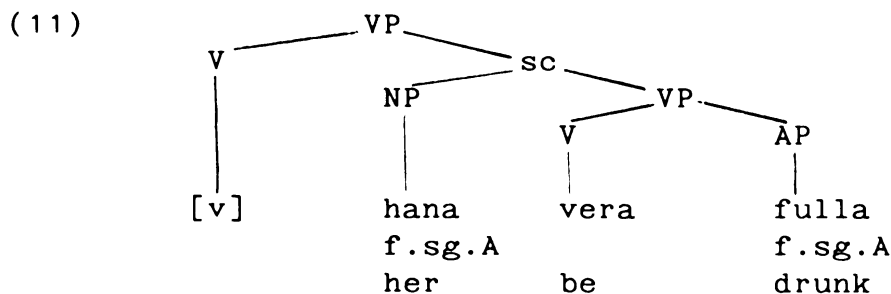 (11) VP
V sc
NP VP
V AP
[v] hana vera fulla
f.sg.A f.sg.A
her be drunk